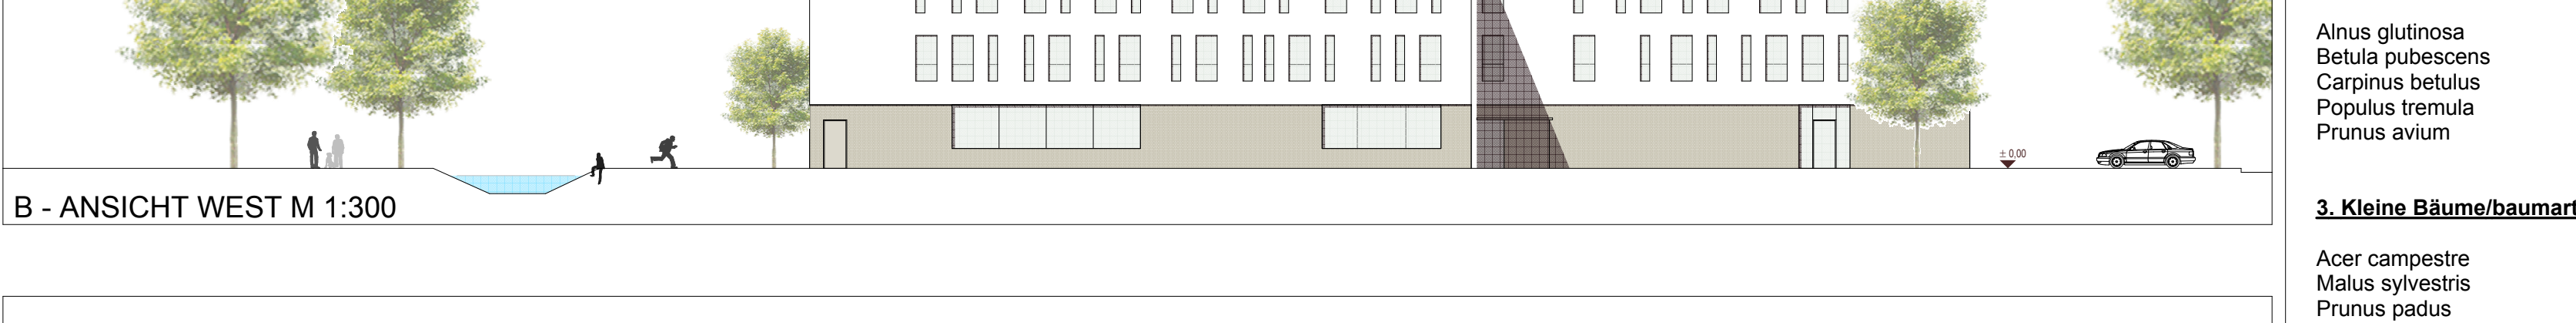 ± 0,00
B - ANSICHT WEST M 1:300
Alnus glutinosa
Betula pubescens
Carpinus betulus
Populus tremula
Prunus avium
3. Kleine Bäume/baumart
Acer campestre
Malus sylvestris
Prunus padus